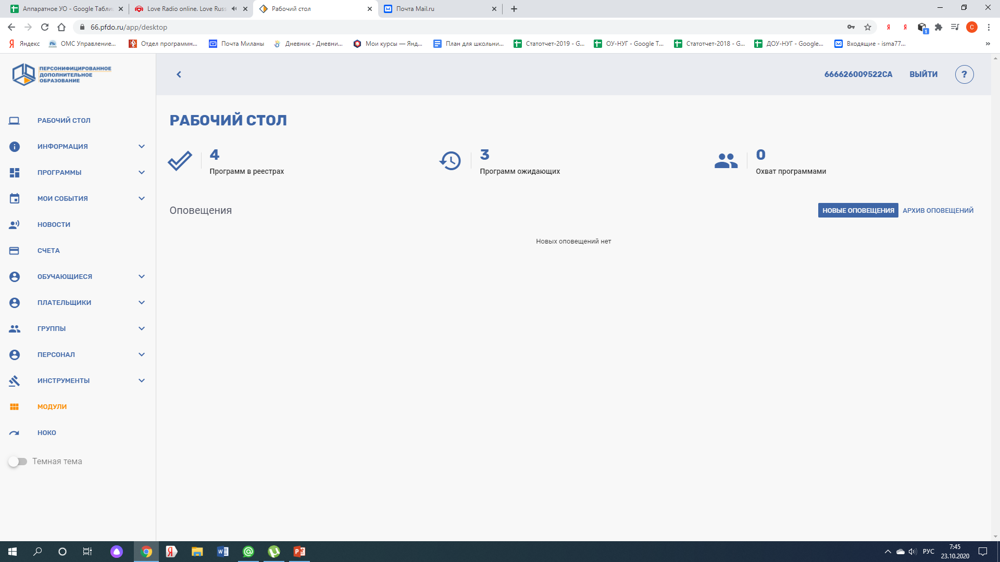 Аппаратное УО - Google Табли
Love Radio online. Love Russ
Рабочий стол
Почта Mail.ru
66.pfdo.ru/app/desktop
С
1
Яндекс
ОМС Управление...
Отдел программн...
Почта Миланы
Дневник - Дневни...
Мои курсы — Янд...
План для школьни...
Статотчет-2019 - G...
ОУ-НУГ - Google Т...
Статотчет-2018 - G...
ДОУ-НУГ - Google...
Входящие - isma77...
»
ПЕРСОНИФИЦИРОВАННОЕ
ДОПОЛНИТЕЛЬНОЕ
ОБРАЗОВАНИЕ
666626009522СА
ВЫЙТИ
?
РАБОЧИЙ СТОЛ
ИНФОРМАЦИЯ
ПРОГРАММЫ
МОИ СОБЫТИЯ
НОВОСТИ
СЧЕТА
ОБУЧАЮЩИЕСЯ
ПЛАТЕЛЬЩИКИ
ГРУППЫ
ПЕРСОНАЛ
ИНСТРУМЕНТЫ
МОДУЛИ
НОКО
Темная тема
РАБОЧИЙ СТОЛ
4
Программ в реестрах
3
Программ ожидающих
0
Охват программами
Оповещения
НОВЫЕ ОПОВЕЩЕНИЯ
АРХИВ ОПОВЕЩЕНИЙ
Новых оповещений нет
РУС
7:45
23.10.2020